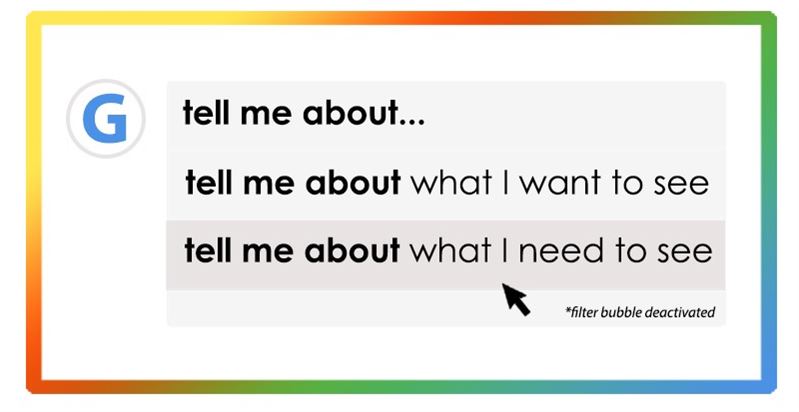 G
tell me about...
tell me about what I want to see
tell me about what I need to see
*filter bubble deactivated